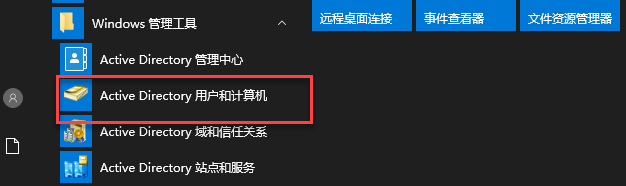 Windows 管理工具
Active Directory 管理中心
Active Directory 用户和计算机
Active Directory 域和信任关系
Active Directory 站点和服务
远程桌面连接
事件查看器
文件资源管理器